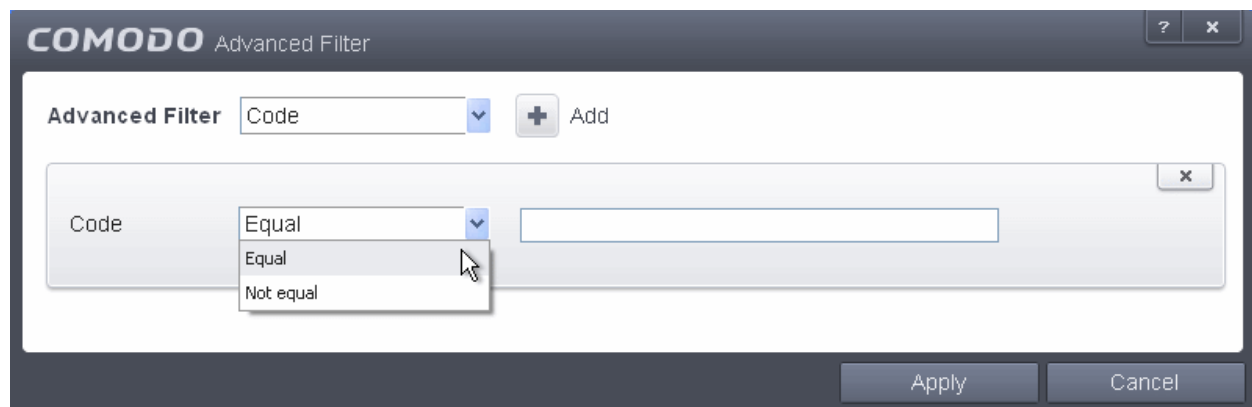 COMODO Advanced Filter ? x
Advanced Filter Code + Add
x
Code Equal
Equal
Not equal
Apply Cancel